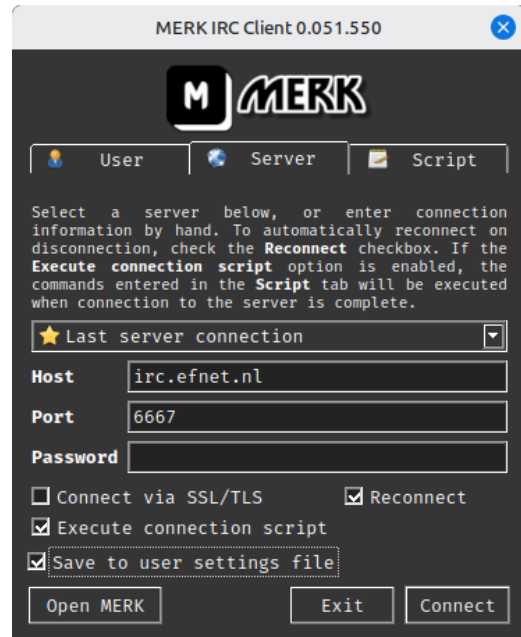 MERK IRC Client 0.051.550
M MERK
User Server Script
Select a server below, or enter connection
information by hand. To automatically reconnect on
disconnection, check the Reconnect checkbox. If the
Execute connection script option is enabled, the
commands entered in the Script tab will be executed
when connection to the server is complete.
Last server connection
Host irc.efnet.nl
Port 6667
Password
Connect via SSL/TLS Reconnect
Execute connection script
Save to user settings file
Open MERK Exit Connect